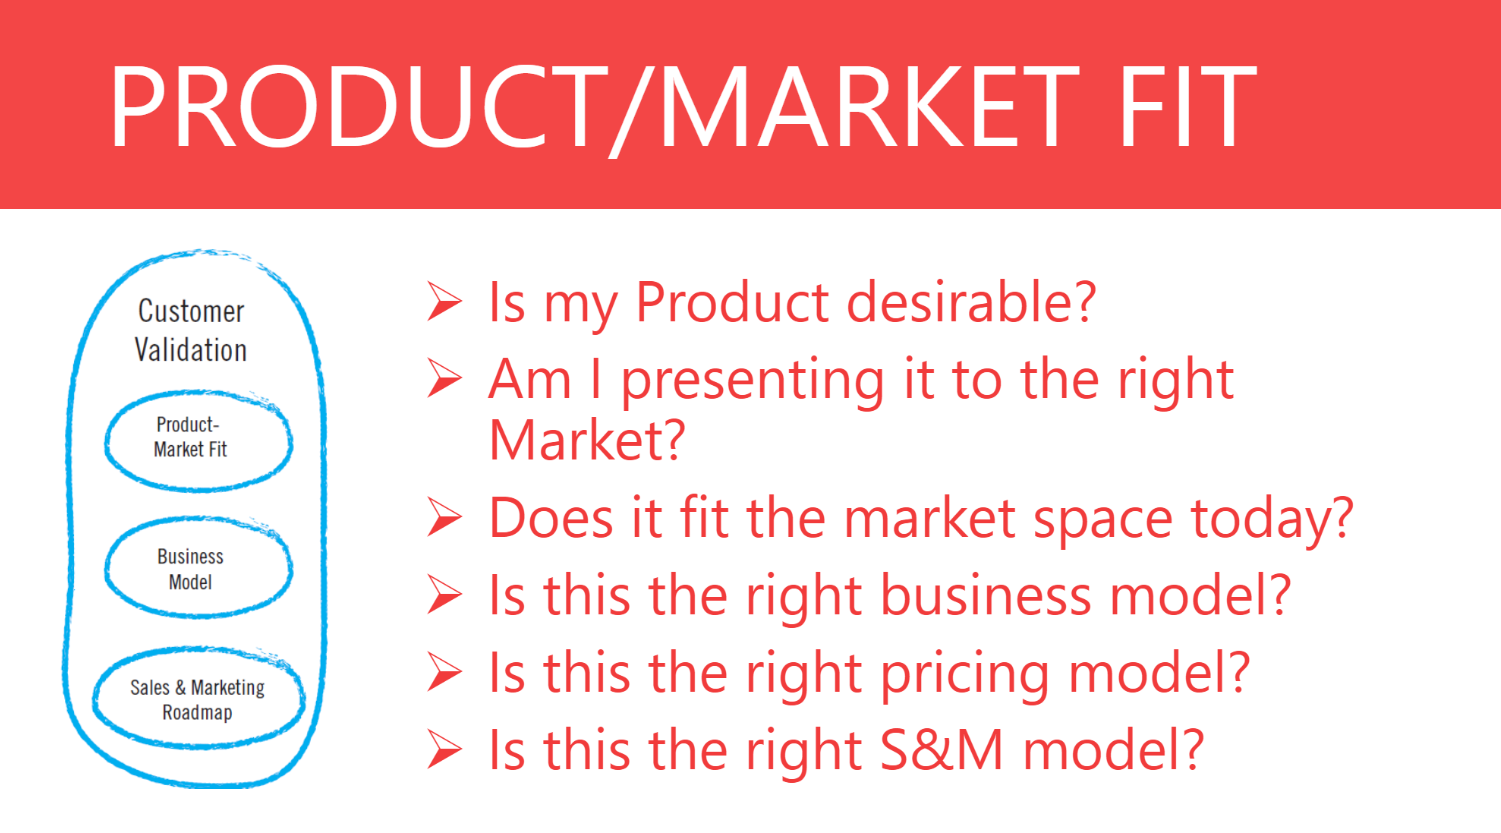 PRODUCT/MARKET FIT
Customer
Validation
Product-
Market Fit
Business
Model
Sales & Marketing
Roadmap
Is my Product desirable?
Am I presenting it to the right
Market?
Does it fit the market space today?
Is this the right business model?
Is this the right pricing model?
Is this the right S&M model?